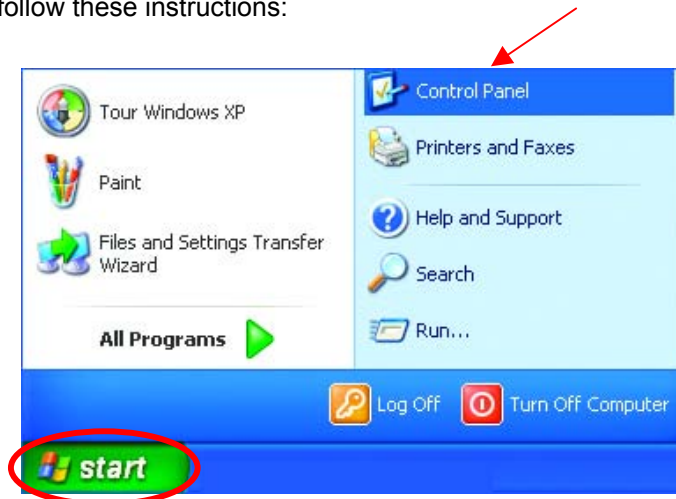 follow these instructions:
Tour Windows XP
Paint
Files and Settings Transfer
Wizard
All Programs
Control Panel
Printers and Faxes
Help and Support
Search
Run...
Log Off
Turn Off Computer
start